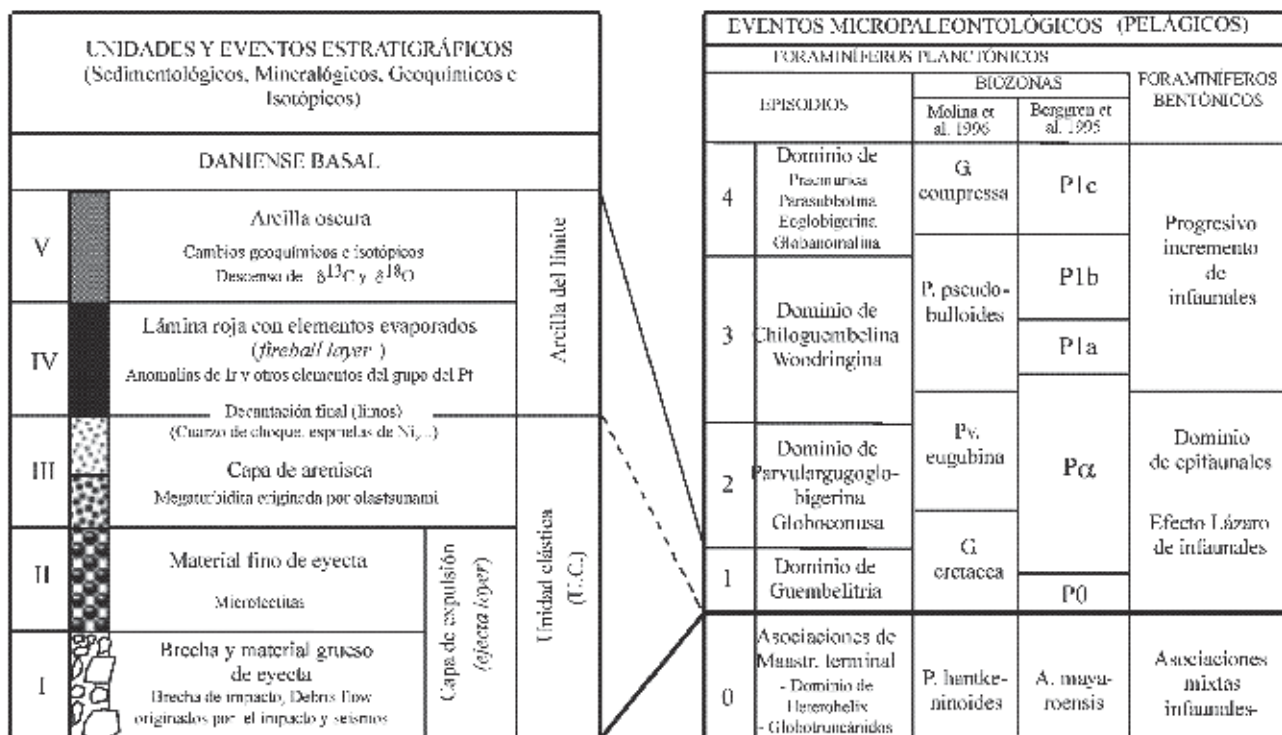 UNIDADES Y EVENTOS ESTRATIGRÁFICOS
(Sedimentológicos, Mineralógicos, Geoquímicos e
Isotópicos)
DANIENSE BASAL
V
Arcilla oscura
Cambios geoquímicos e isotópicos
Descenso de δ13C y δ18O
IV
Lámina roja con elementos evaporados
(fireball layer )
Anomalías de Ir y otros elementos del grupo del Pt
Arcilla del límite
Decantación final (limos)
(Cuarzo de choque, espinelas de Ni,...)
III
Capa de arenisca
Megaturbidita originada por olastsunami
II
Material fino de eyecta
Microtectitas
I
Brecha y material grueso
de eyecta
Brecha de impacto, Debris flow
originados por el impacto y seismos
Capa de expulsión
(ejecta layer)
Unidad clástica
(U.C.)
EVENTOS MICROPALEONTOLÓGICOS (PELÁGICOS)
FORAMINÍFEROS PLANCTÓNICOS
EPISODIOS
BIOZONAS
Molina et
al. 1996
Berggren et
al. 1995
FORAMINÍFEROS
BENTÓNICOS
4
Dominio de
Praemurica
Parasubbotina
Eoglobigerina
Globanomalina
3
Dominio de
Chiloguembelina
Woodringina
2
Dominio de
Parvulargugoglo-
bigerina
Globoconusa
1
Dominio de
Guembelitria
0
Asociaciones de
Maastr. terminal
- Dominio de
Heterohelix
- Globotruncánidos
G.
compressa
P. pseudo-
bulloides
Pv.
eugubina
G.
cretacea
P. hantke-
ninoides
P1c
P1b
P1a
Pα
P0
A. maya-
roensis
Progresivo
incremento
de
infaunales
Dominio
de epifaunales
Efecto Lázaro
de infaunales
Asociaciones
mixtas
infaunales-